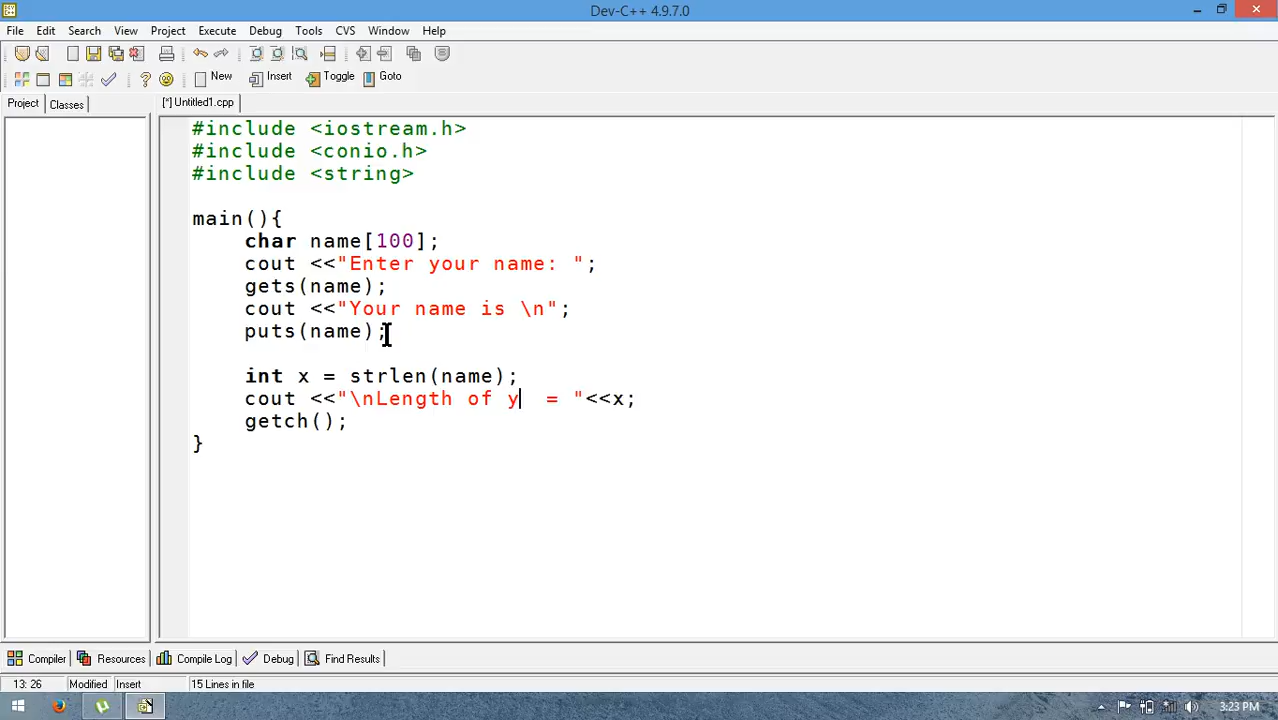 Dev-C++ 4.9.7.0
File Edit Search View Project Execute Debug Tools CVS Window Help
New Insert Toggle Goto
Project Classes [*] Untitled1.cpp
#include <iostream.h>
#include <conio.h>
#include <string>
main(){
char name[100];
cout <<"Enter your name: ";
gets(name);
cout <<"Your name is \n";
puts(name);
int x = strlen(name);
cout <<"\nLength of y  = "<<x;
getch();
}
Compiler Resources Compile Log Debug Find Results
13: 26 Modified Insert 15 Lines in file
3:23 PM